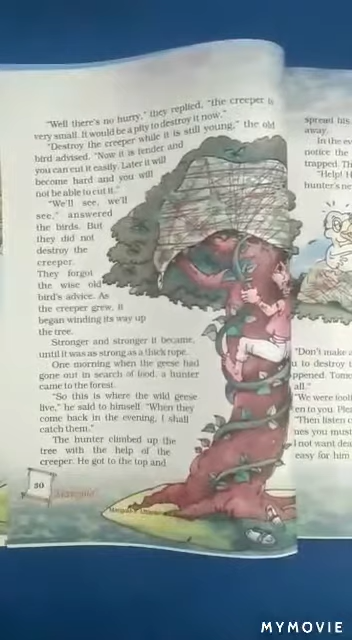 "Well there's no hurry," they replied, "the creeper is
very small. It would be a pity to destroy it now."
"Destroy the creeper while it is still young," the old
bird advised. "Now it is tender and
you can cut it easily. Later it will
become hard and you will
not be able to cut it."
"We'll see, we'll
see," answered
the birds. But
they did not
destroy the
creeper.
They forgot
the wise old
bird's advice. As
the creeper grew, it
began winding its way up
the tree.
Stronger and stronger it became,
until it was as strong as a thick rope.
One morning when the geese had
gone out in search of food, a hunter
came to the forest.
"So this is where the wild geese
live," he said to himself. "When they
come back in the evening, I shall
catch them."
The hunter climbed up the
tree with the help of the
creeper. He got to the top and
50
spread his
away.
In the ev
notice the
trapped. Th
"Help! H
hunter's ne
"Don't make a
u to destroy t
ppened. Tomo
all."
"We were fooli
en to you. Plea
"Then listen c
ues you must
I not want dea
easy for him
MYMOVIE